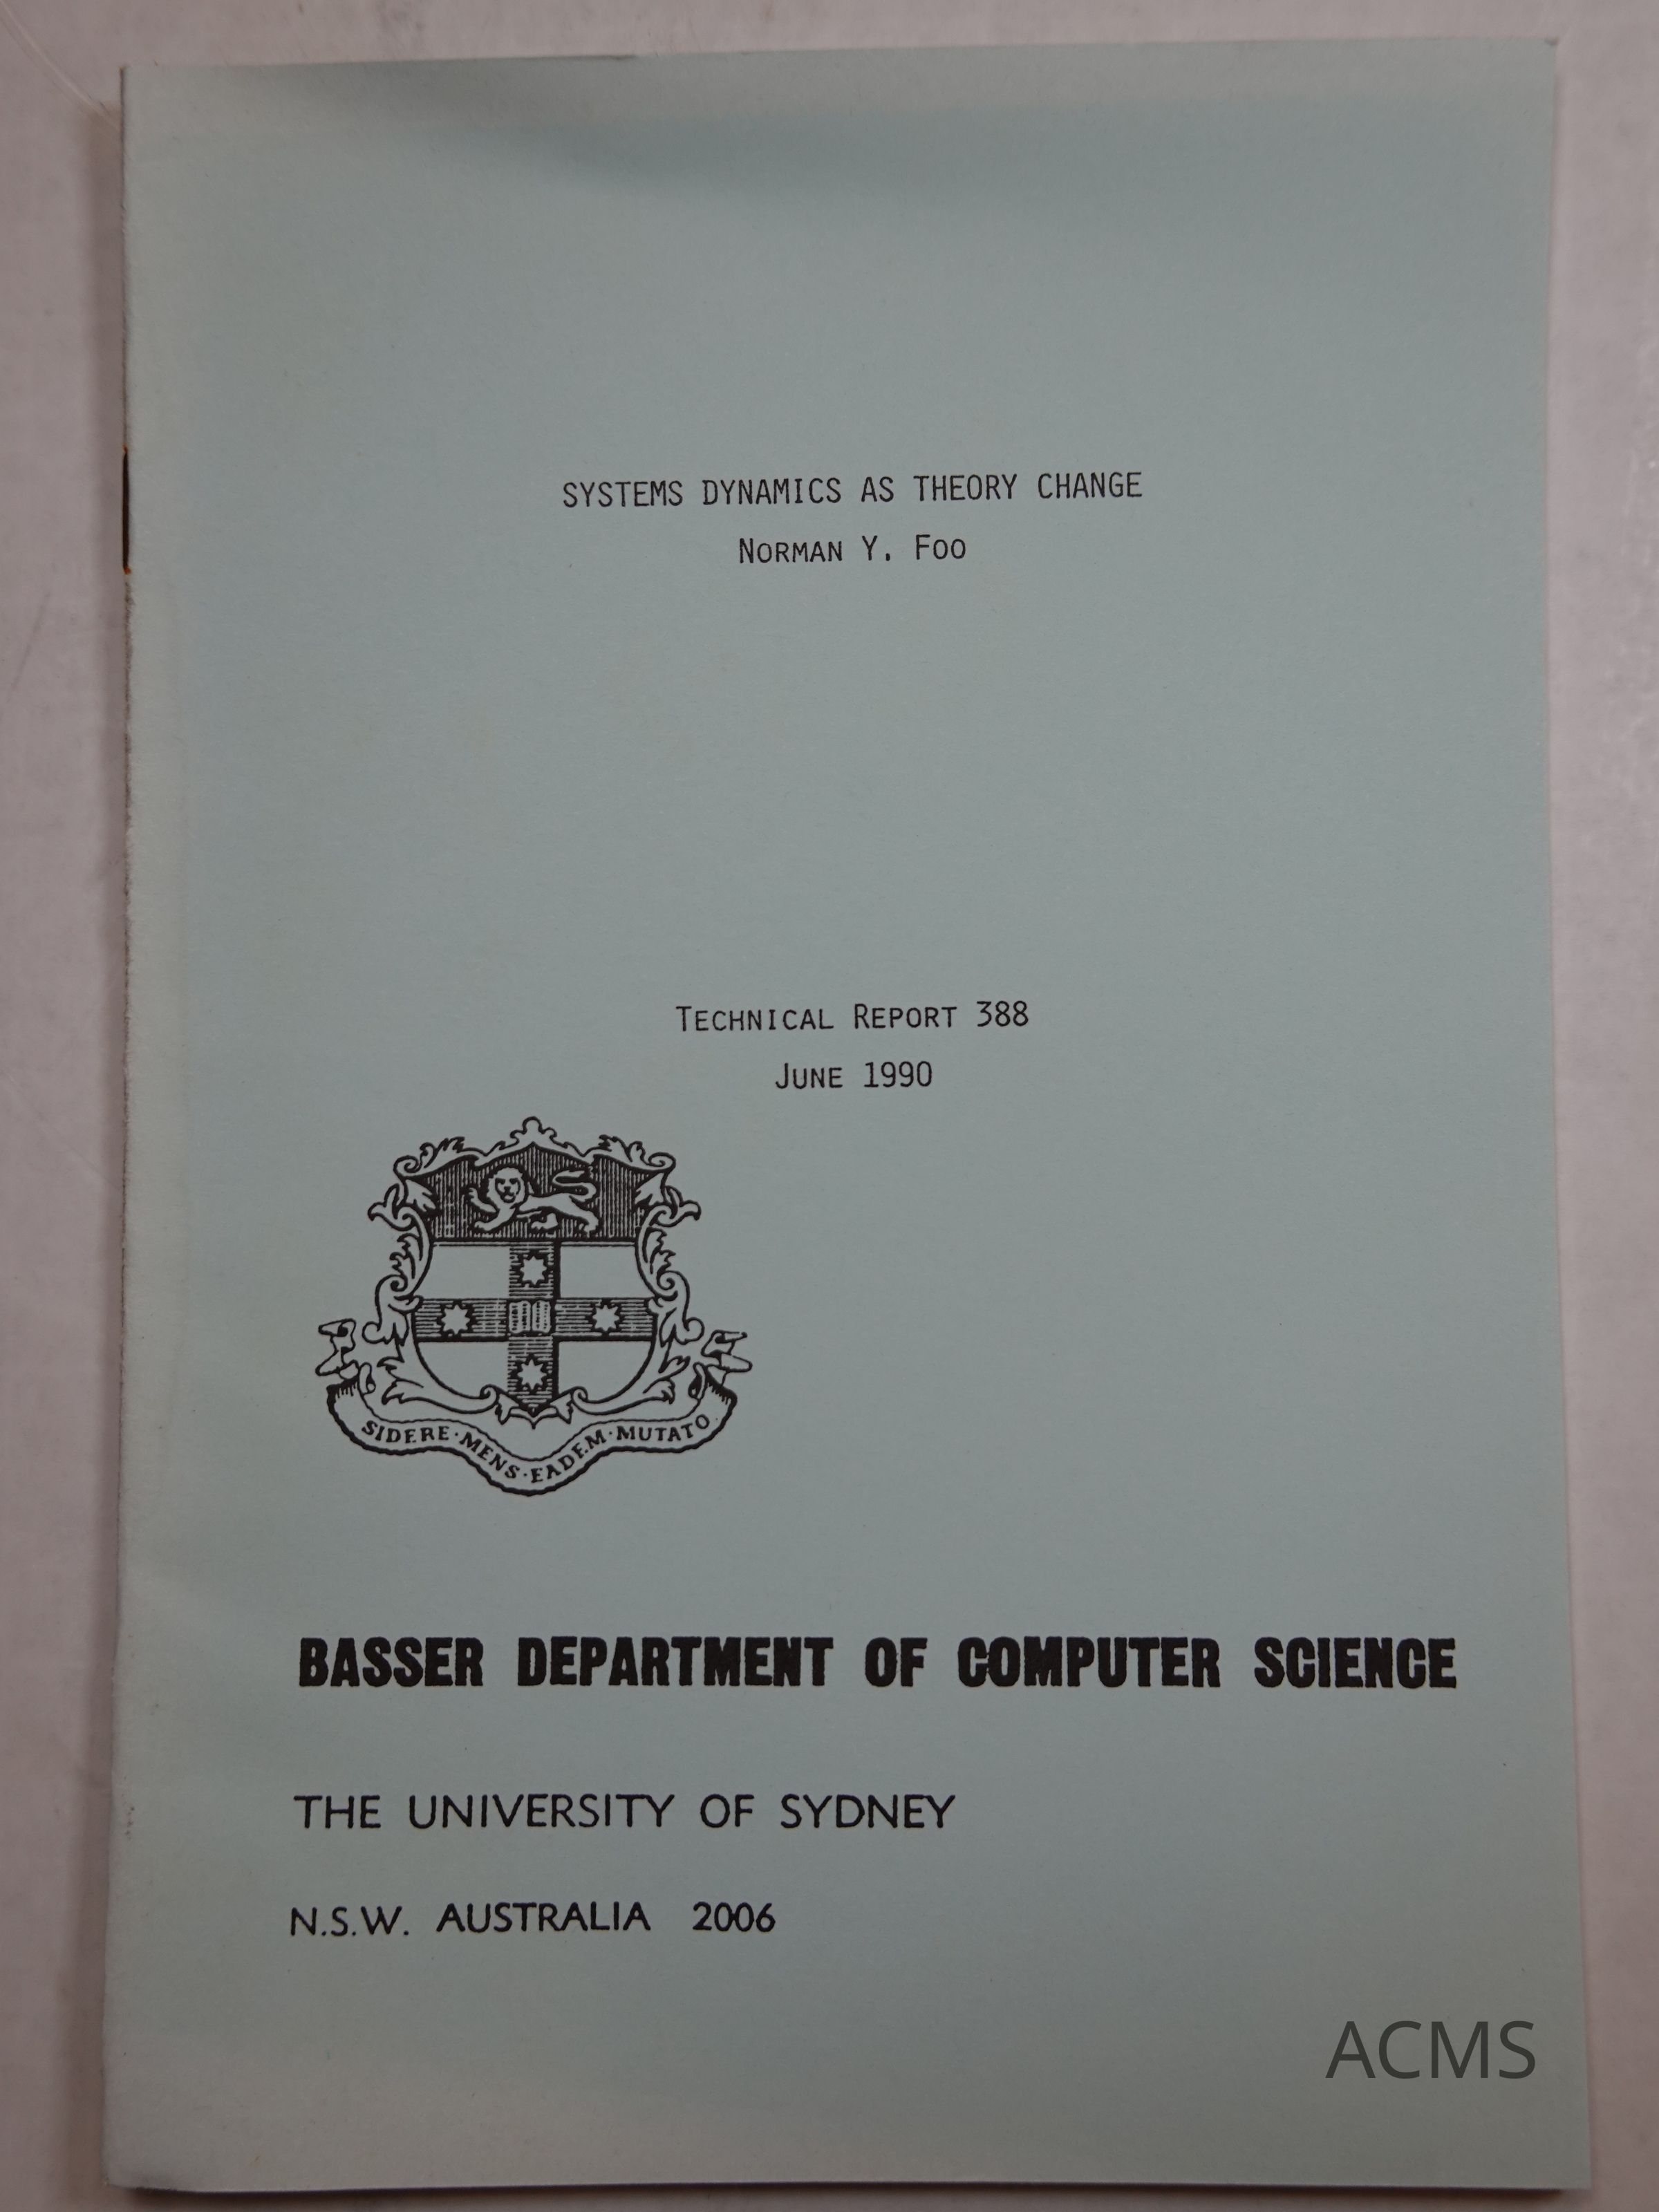 SYSTEMS DYNAMICS AS THEORY CHANGE
NORMAN Y. FOO
TECHNICAL REPORT 388
JUNE 1990
SIDERE·MENS·EADEM·MUTATO
BASSER DEPARTMENT OF COMPUTER SCIENCE
THE UNIVERSITY OF SYDNEY
N.S.W. AUSTRALIA 2006
ACMS